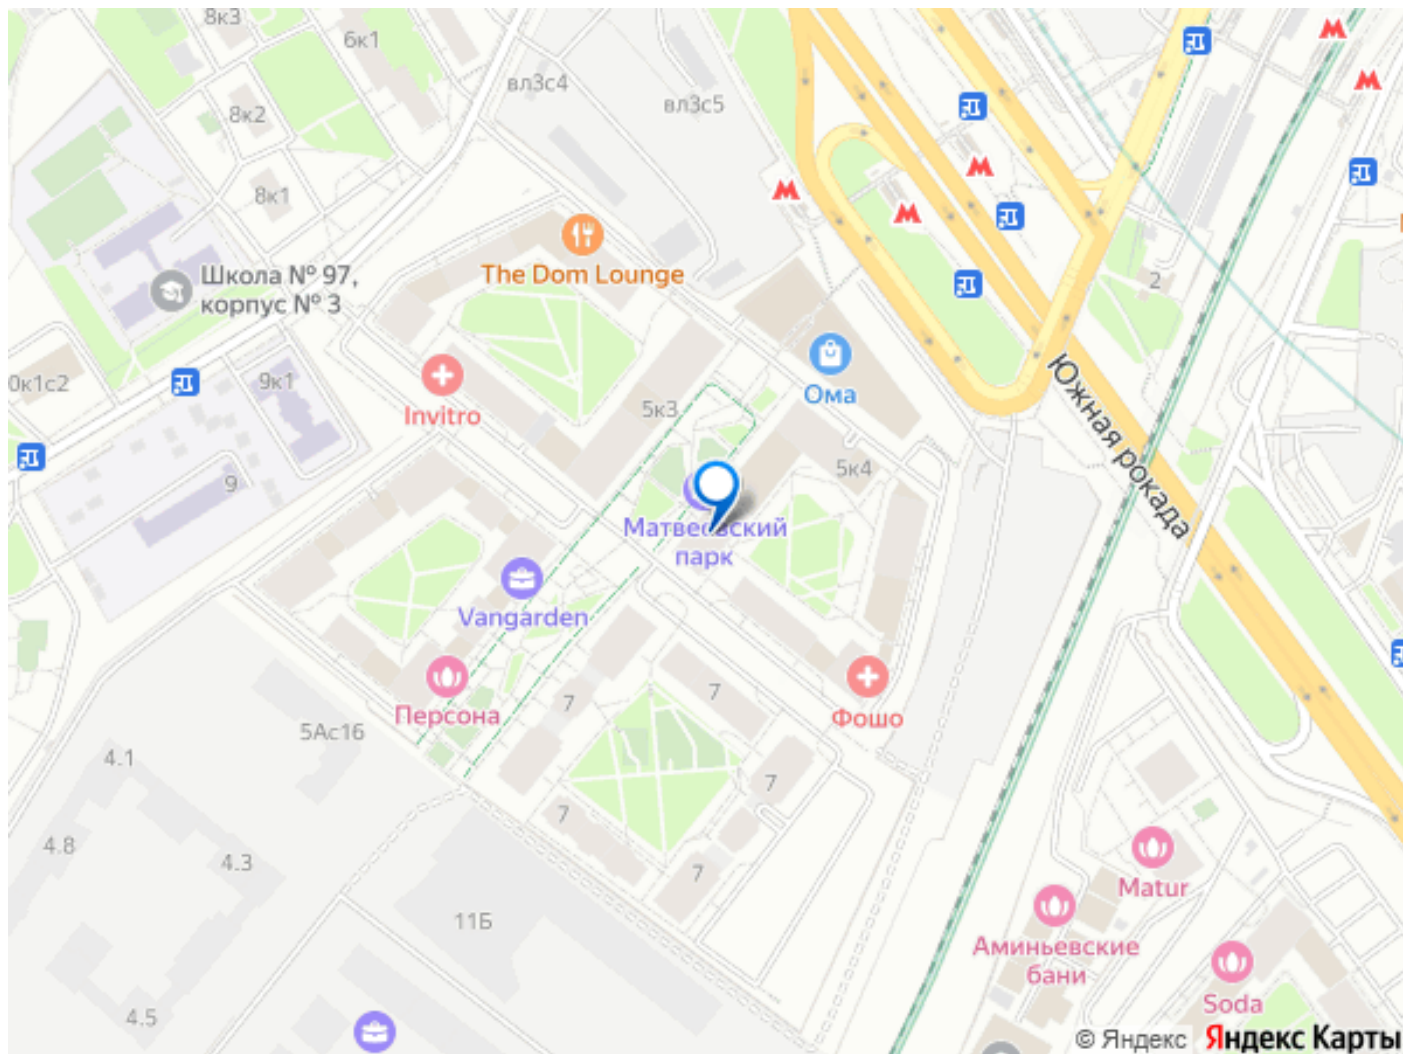 8к3
6к1
вл3с4
вл3с5
8к2
8к1
Школа № 97,
корпус № 3
The Dom Lounge
2
0к1с2
9к1
Invitro
5к3
Ома
Южная рокада
9
5к4
Матвеевский
парк
Vangarden
7
7
Персона
Фошо
5Ас16
4.1
7
7
4.8
4.3
7
Matur
11Б
Аминьевские
бани
Soda
4.5
© Яндекс Яндекс Карты